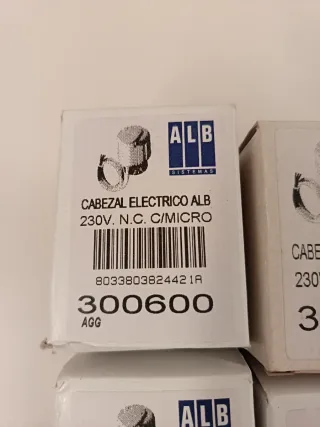 ALB
SISTEMAS
CABEZAL ELECTRICO ALB
230V. N.C. C/MICRO
8033803824421A
300600
AGG
CABE
230V
3
ALB